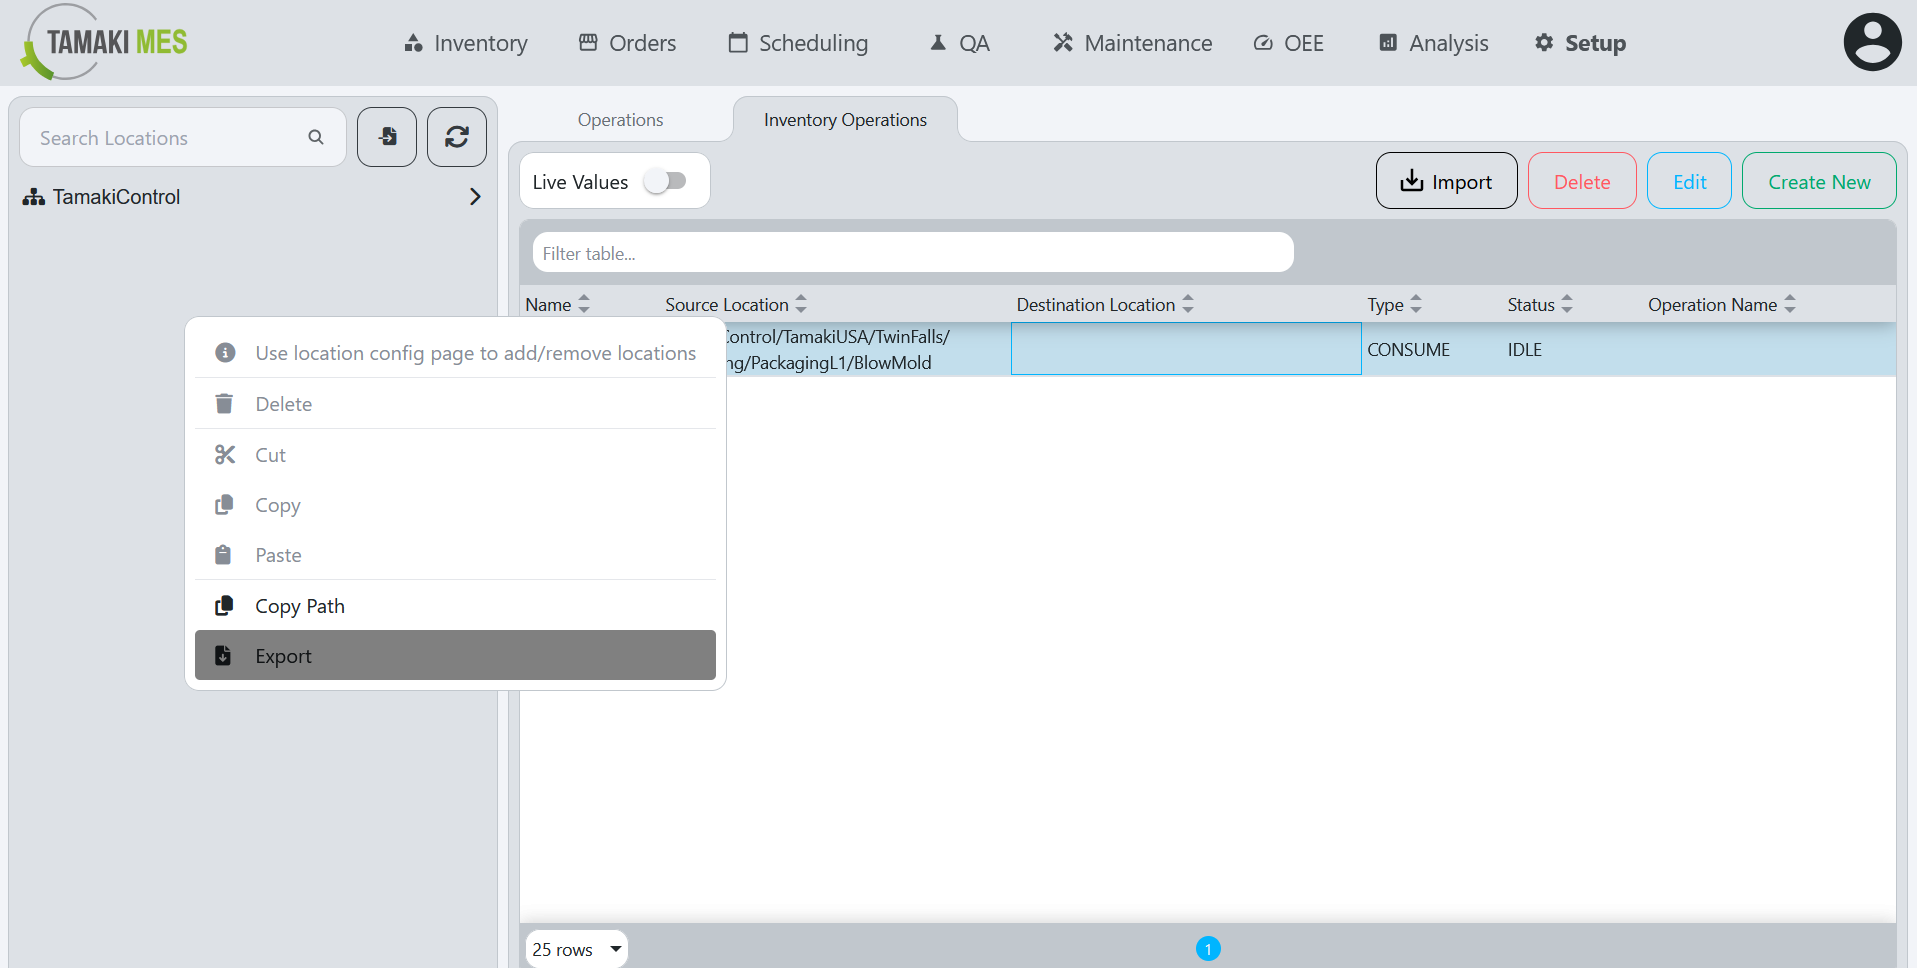 TAMAKI MES
Inventory
Orders
Scheduling
QA
Maintenance
OEE
Analysis
Setup
Search Locations
TamakiControl
Operations
Inventory Operations
Live Values
Import
Delete
Edit
Create New
Filter table...
Name
Source Location
Destination Location
Type
Status
Operation Name
Control/TamakiUSA/TwinFalls/
ng/PackagingL1/BlowMold
CONSUME
IDLE
Use location config page to add/remove locations
Delete
Cut
Copy
Paste
Copy Path
Export
25 rows
1